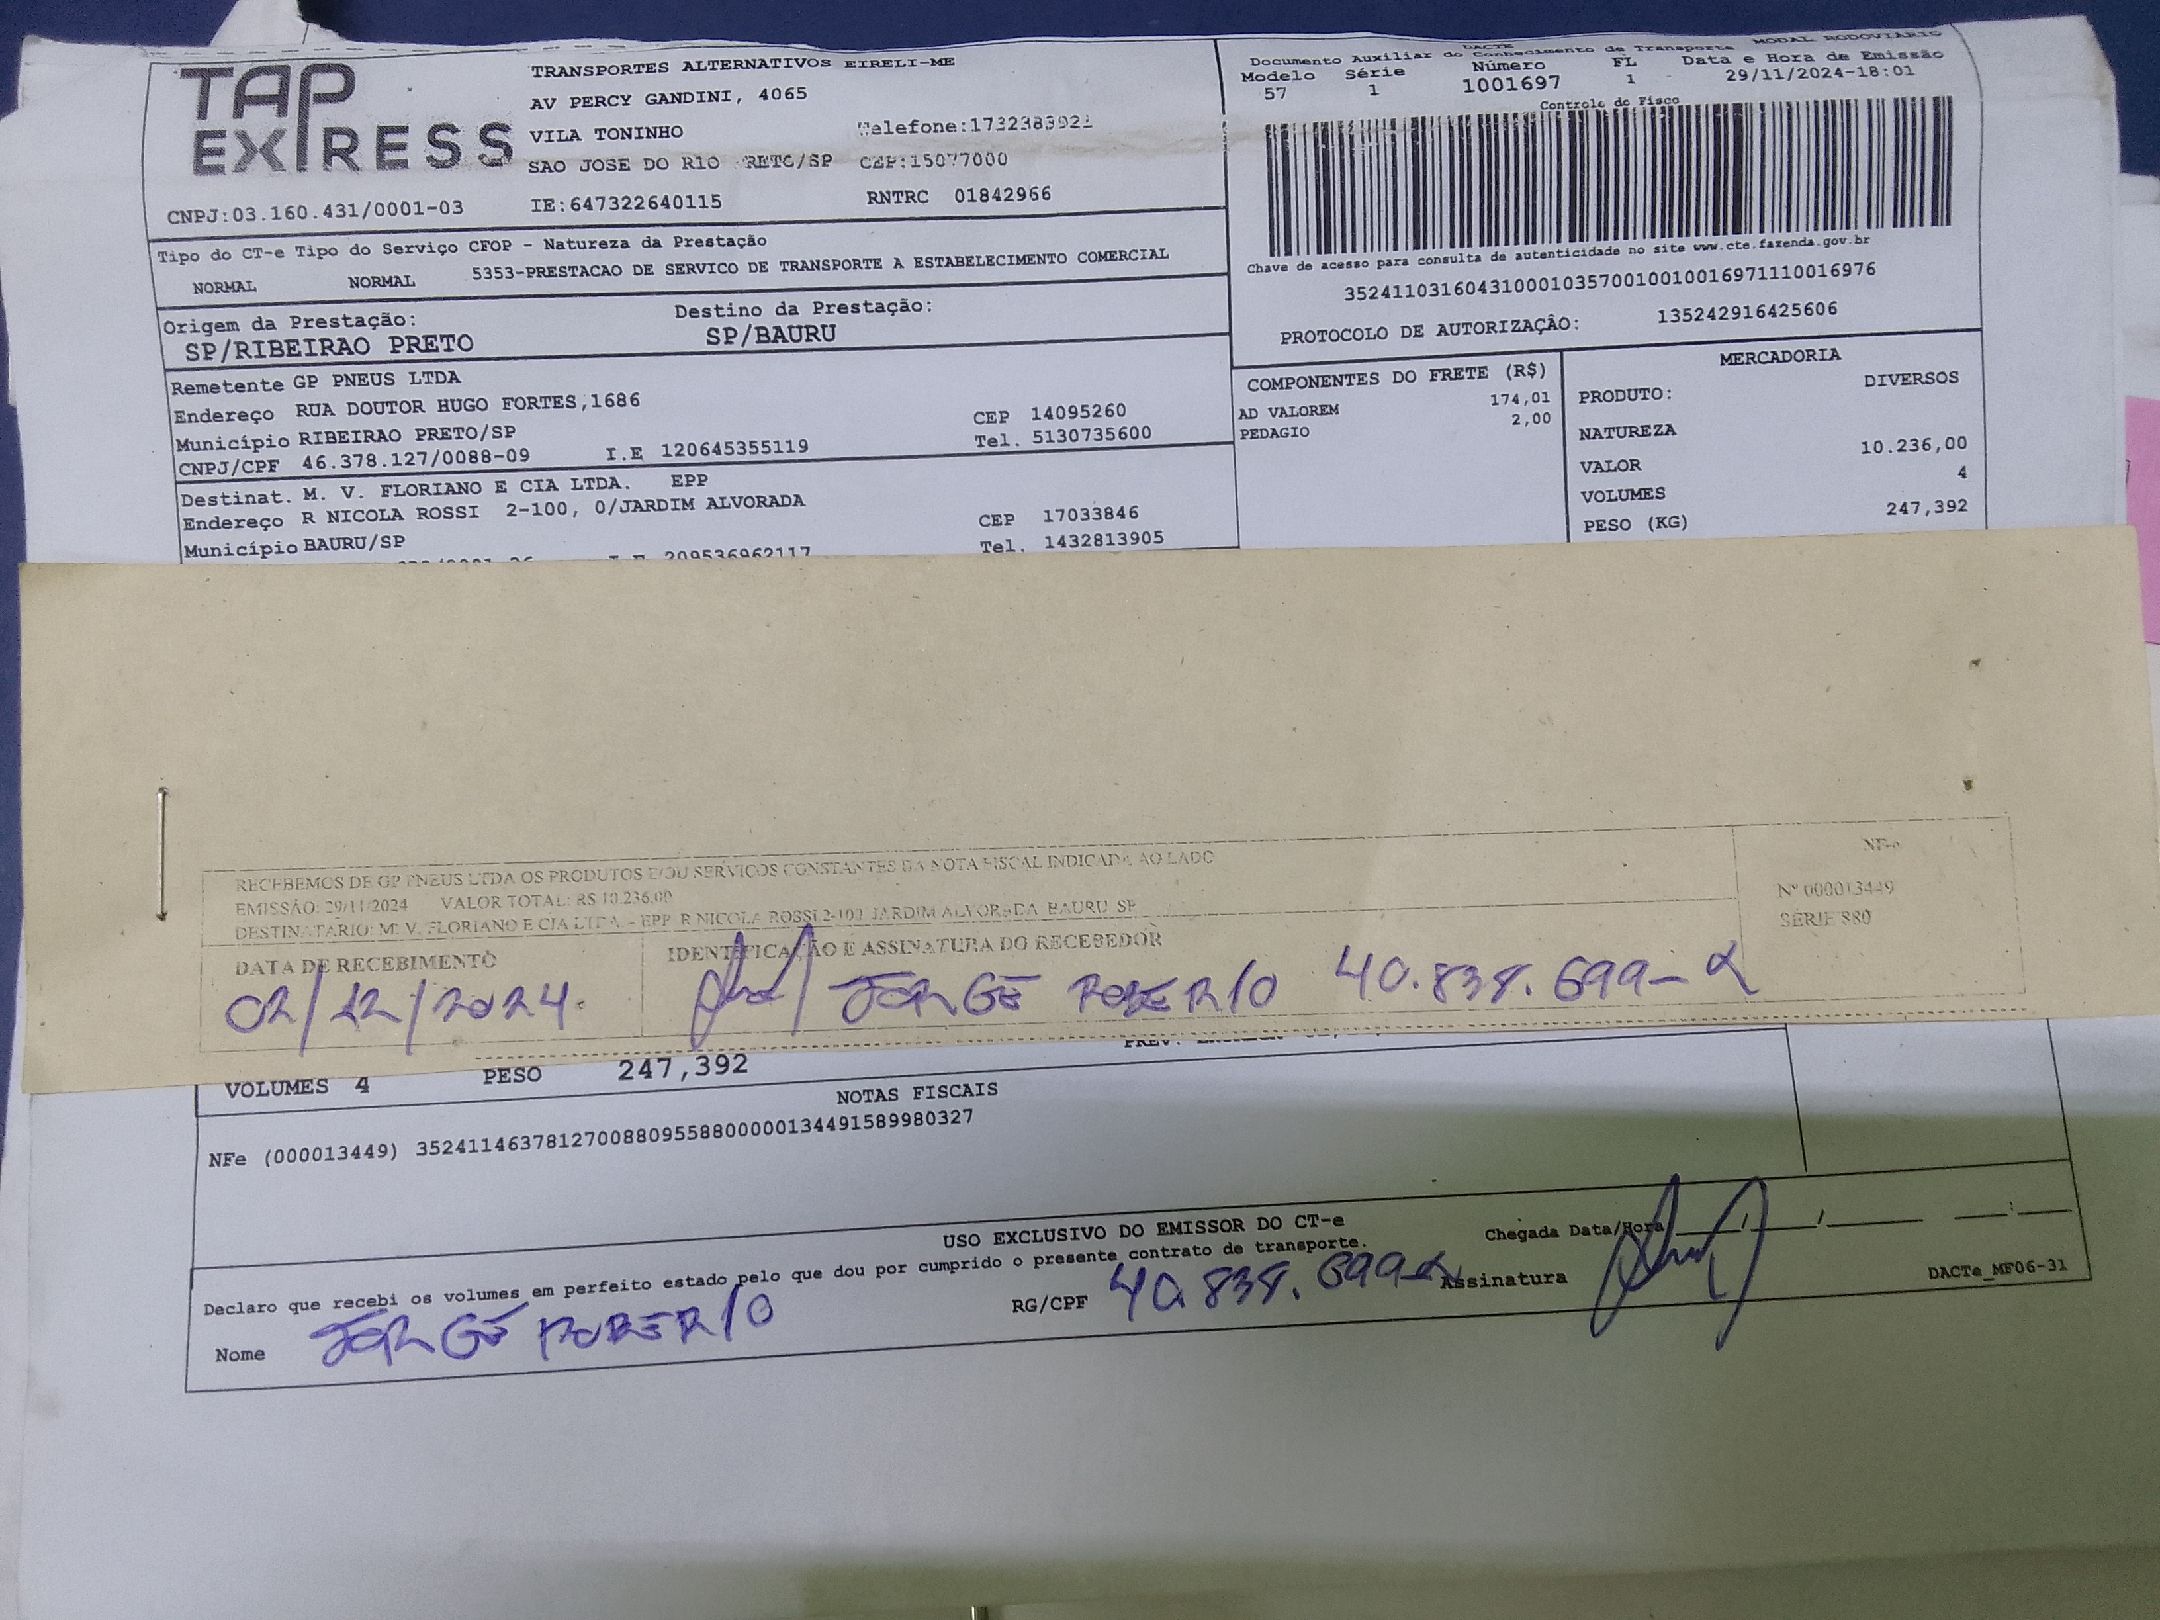 TAP EXPRESS
TRANSPORTES ALTERNATIVOS EIRELI-ME
AV PERCY GANDINI, 4065
VILA TONINHO Telefone:1732383921
SAO JOSE DO RIO RETO/SP CEP:15077000
CNPJ:03.160.431/0001-03 IE:647322640115 RNTRC 01842966
DACTE MODAL RODOVIÁRIO
Documento Auxiliar do Conhecimento de Transporte
Modelo Série Número FL Data e Hora de Emissão
57 1 1001697 1 29/11/2024-18:01
Controle do Fisco
Chave de acesso para consulta de autenticidade no site www.cte.fazenda.gov.br
35241103160431000103570010010016971110016976
PROTOCOLO DE AUTORIZAÇÂO: 135242916425606
Tipo do CT-e Tipo do Serviço CFOP - Natureza da Prestação
NORMAL NORMAL 5353-PRESTACAO DE SERVICO DE TRANSPORTE A ESTABELECIMENTO COMERCIAL
Origem da Prestação: Destino da Prestação:
SP/RIBEIRAO PRETO SP/BAURU
Remetente GP PNEUS LTDA
Endereço RUA DOUTOR HUGO FORTES,1686
Município RIBEIRAO PRETO/SP CEP 14095260
CNPJ/CPF 46.378.127/0088-09 I.E 120645355119 Tel. 5130735600
Destinat. M. V. FLORIANO E CIA LTDA. EPP
Endereço R NICOLA ROSSI 2-100, 0/JARDIM ALVORADA
Município BAURU/SP CEP 17033846
I.E 209536962117 Tel. 1432813905
COMPONENTES DO FRETE (R$)
AD VALOREM 174,01
PEDAGIO 2,00
MERCADORIA
PRODUTO: DIVERSOS
NATUREZA
VALOR 10.236,00
VOLUMES 4
PESO (KG) 247,392
RECEBEMOS DE GP PNEUS LTDA OS PRODUTOS E/OU SERVICOS CONSTANTES DA NOTA FISCAL INDICADA AO LADO
EMISSÃO: 29/11/2024 VALOR TOTAL: R$ 10.236,00
DESTINATÁRIO: M. V. FLORIANO E CIA LTDA. - EPP R NICOLA ROSSI 2-100 JARDIM ALVORADA BAURU SP
NF-e
Nº 000013449
SÉRIE 880
DATA DE RECEBIMENTO IDENTIFICAÇÃO E ASSINATURA DO RECEBEDOR
02/12/2024. JORGE ROBERTO 40.838.699-
VOLUMES 4 PESO 247,392
NOTAS FISCAIS
NFe (000013449) 35241146378127008809558800000134491589980327
USO EXCLUSIVO DO EMISSOR DO CT-e
Declaro que recebi os volumes em perfeito estado pelo que dou por cumprido o presente contrato de transporte.
Chegada Data/Hora
Nome JORGE ROBERTO RG/CPF 40.838.699- Assinatura
DACTe_MF06-31